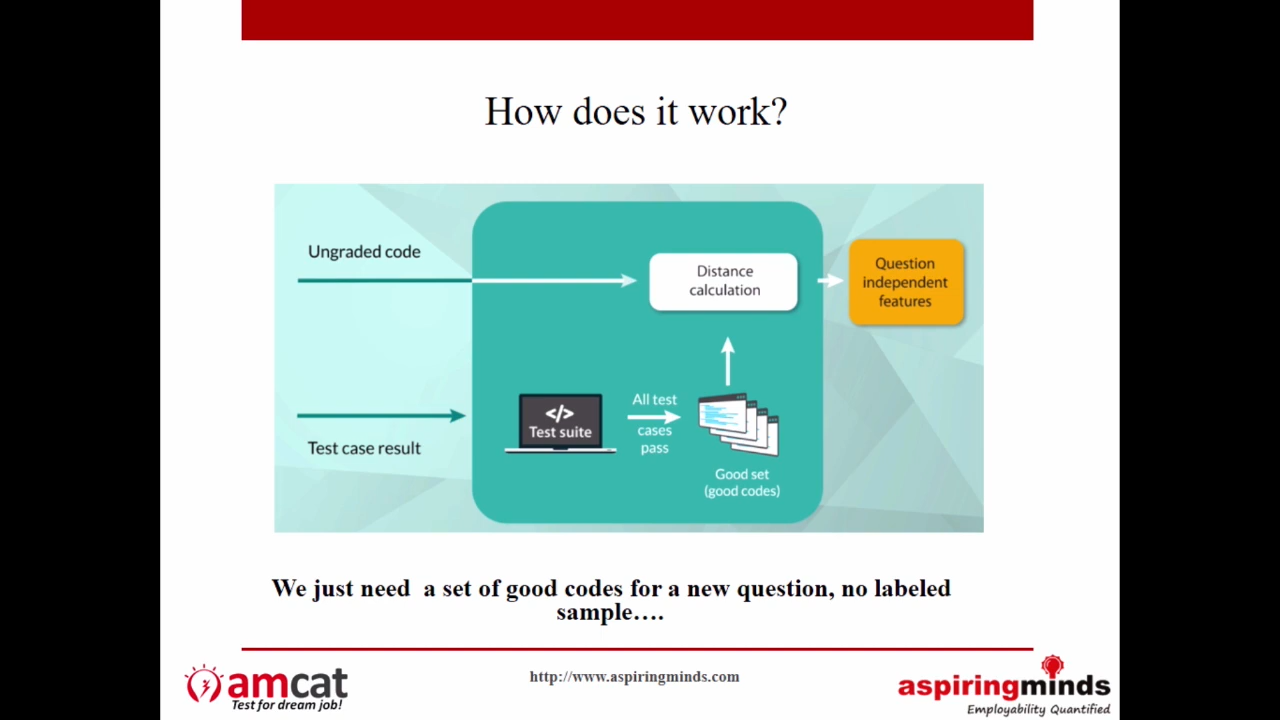 How does it work?
Ungraded code
Distance
calculation
Question
independent
features
</>
Test suite
All test
cases
pass
Test case result
Good set
(good codes)
We just need a set of good codes for a new question, no labeled
sample….
amcat
Test for dream job!
http://www.aspiringminds.com
aspiringminds
Employability Quantified